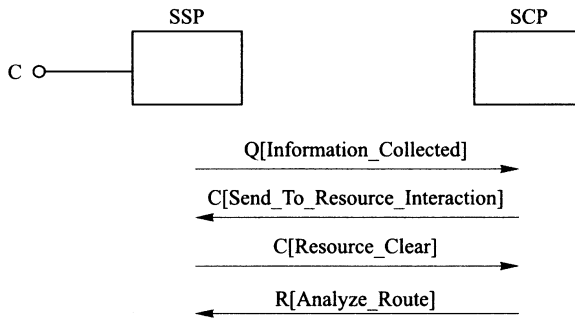 SSP
SCP
C
Q[Information_Collected]
C[Send_To_Resource_Interaction]
C[Resource_Clear]
R[Analyze_Route]